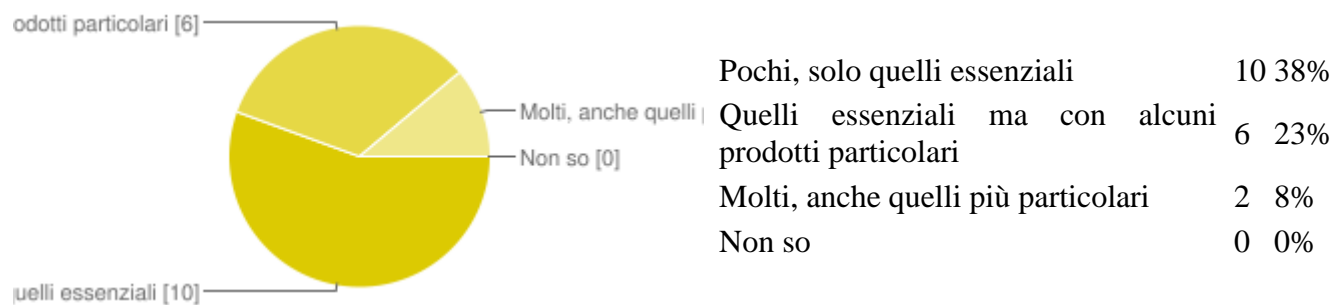 odotti particolari [6]
Molti, anche quelli
Non so [0]
uelli essenziali [10]
Pochi, solo quelli essenziali 10 38%
Quelli essenziali ma con alcuni
prodotti particolari 6 23%
Molti, anche quelli più particolari 2 8%
Non so 0 0%